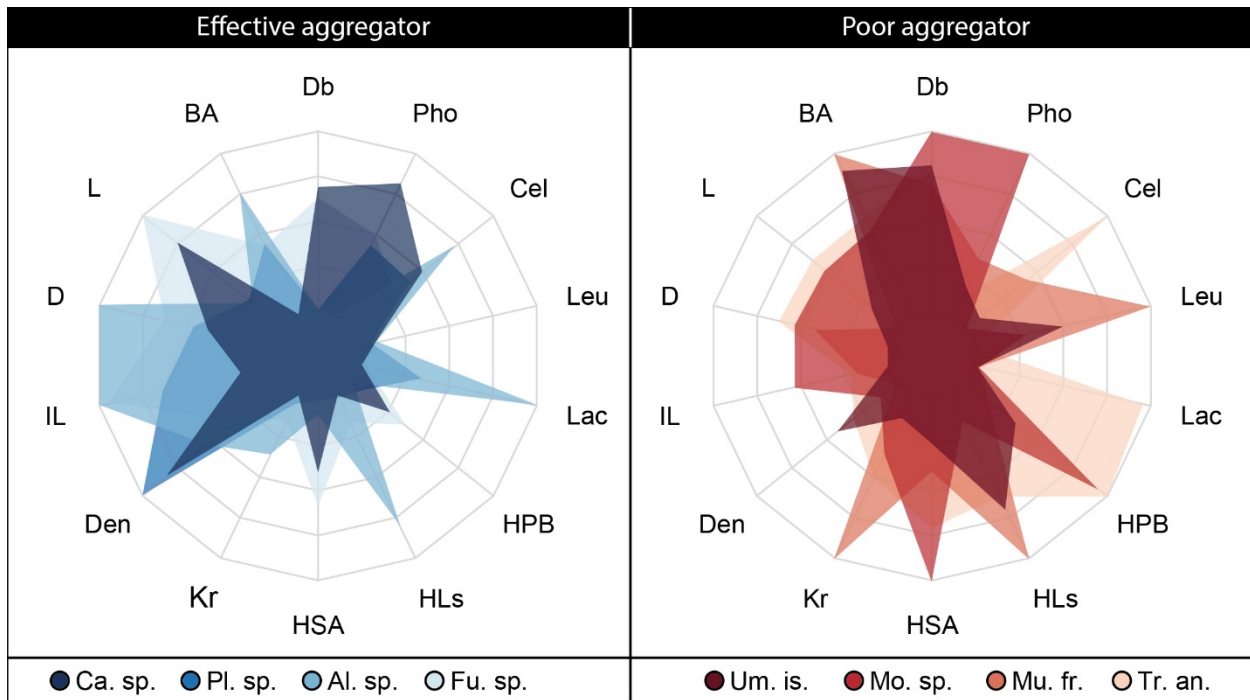 Effective aggregator
Poor aggregator
Db
Pho
Cel
Leu
Lac
HPB
HLs
HSA
Kr
Den
IL
D
L
BA
Db
Pho
Cel
Leu
Lac
HPB
HLs
HSA
Kr
Den
IL
D
L
BA
Ca. sp. Pl. sp. Al. sp. Fu. sp.
Um. is. Mo. sp. Mu. fr. Tr. an.